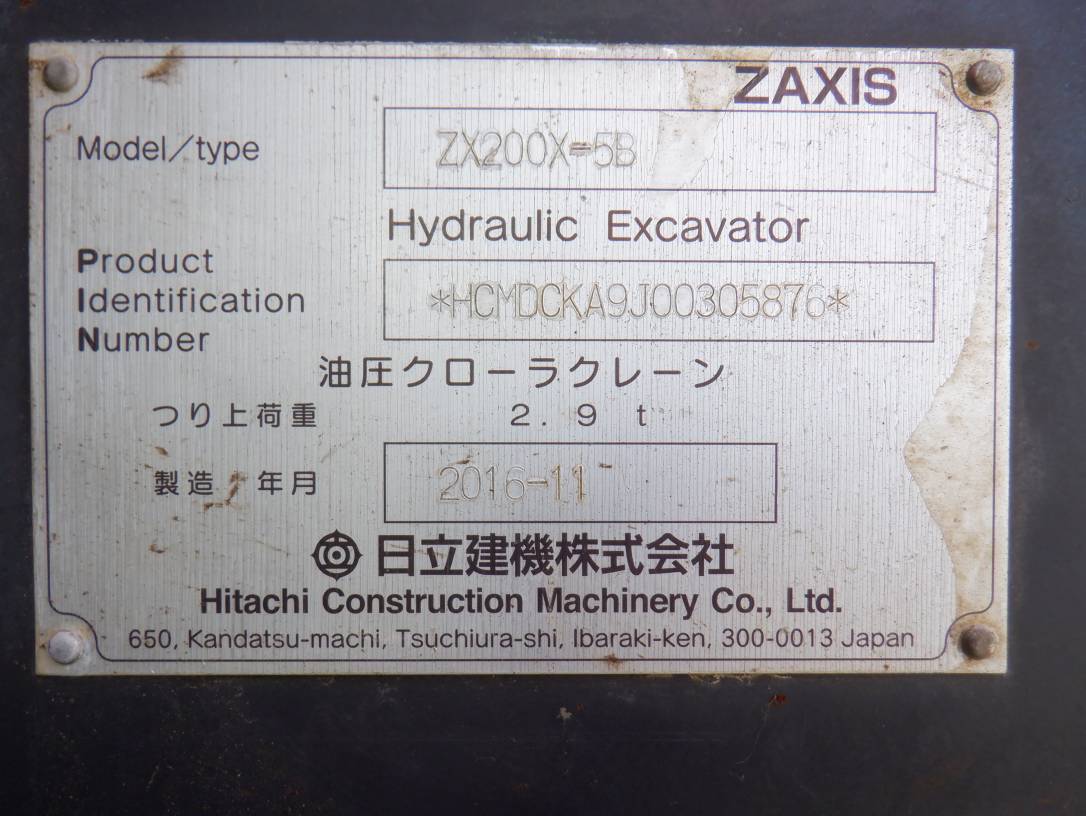 ZAXIS
Model/type ZX200X-5B
Hydraulic Excavator
Product
Identification *HCMDCKA9J00305876*
Number
油圧クローラクレーン
つり上荷重 2.9 t
製造 年月 2016-11
日立建機株式会社
Hitachi Construction Machinery Co., Ltd.
650, Kandatsu-machi, Tsuchiura-shi, Ibaraki-ken, 300-0013 Japan